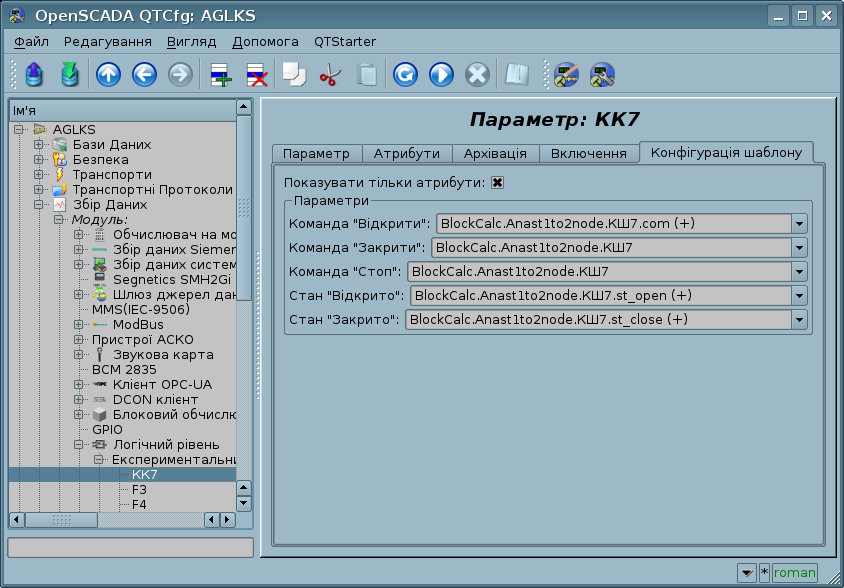 OpenSCADA QTCfg: AGLKS
Файл Редагування Вигляд Допомога QTStarter
Ім'я
AGLKS
Бази Даних
Безпека
Транспорти
Транспортні Протоколи
Збір Даних
Модуль:
Обчислювач на мо
Збір даних Siemer
Збір даних систем
Segnetics SMH2Gi
Шлюз джерел дан
MMS(IEC-9506)
ModBus
Пристрої АСКО
Звукова карта
BCM 2835
Клієнт OPC-UA
DCON клієнт
Блоковий обчислю
GPIO
Логічний рівень
Експериментальни
КК7
F3
F4
Параметр: КК7
Параметр Атрибути Архівація Включення Конфігурація шаблону
Показувати тільки атрибути:
Параметри
Команда "Відкрити": BlockCalc.Anast1to2node.КШ7.com (+)
Команда "Закрити": BlockCalc.Anast1to2node.КШ7
Команда "Стоп": BlockCalc.Anast1to2node.КШ7
Стан "Відкрито": BlockCalc.Anast1to2node.КШ7.st_open (+)
Стан "Закрито": BlockCalc.Anast1to2node.КШ7.st_close (+)
* roman